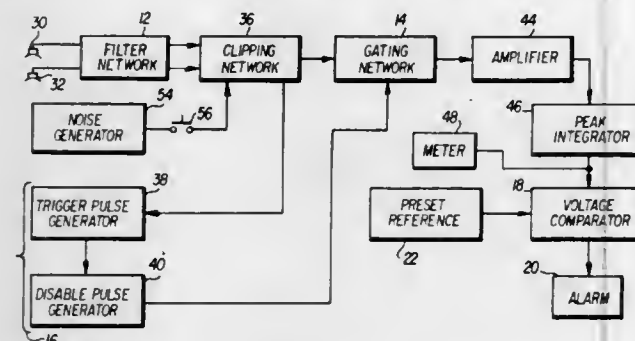 30
12
36
14
44
FILTER
NETWORK
CLIPPING
NETWORK
GATING
NETWORK
AMPLIFIER
32
54
56
NOISE
GENERATOR
46
PEAK
INTEGRATOR
48
METER
38
TRIGGER PULSE
GENERATOR
18
PRESET
REFERENCE
VOLTAGE
COMPARATOR
22
40
DISABLE PULSE
GENERATOR
20
ALARM
16